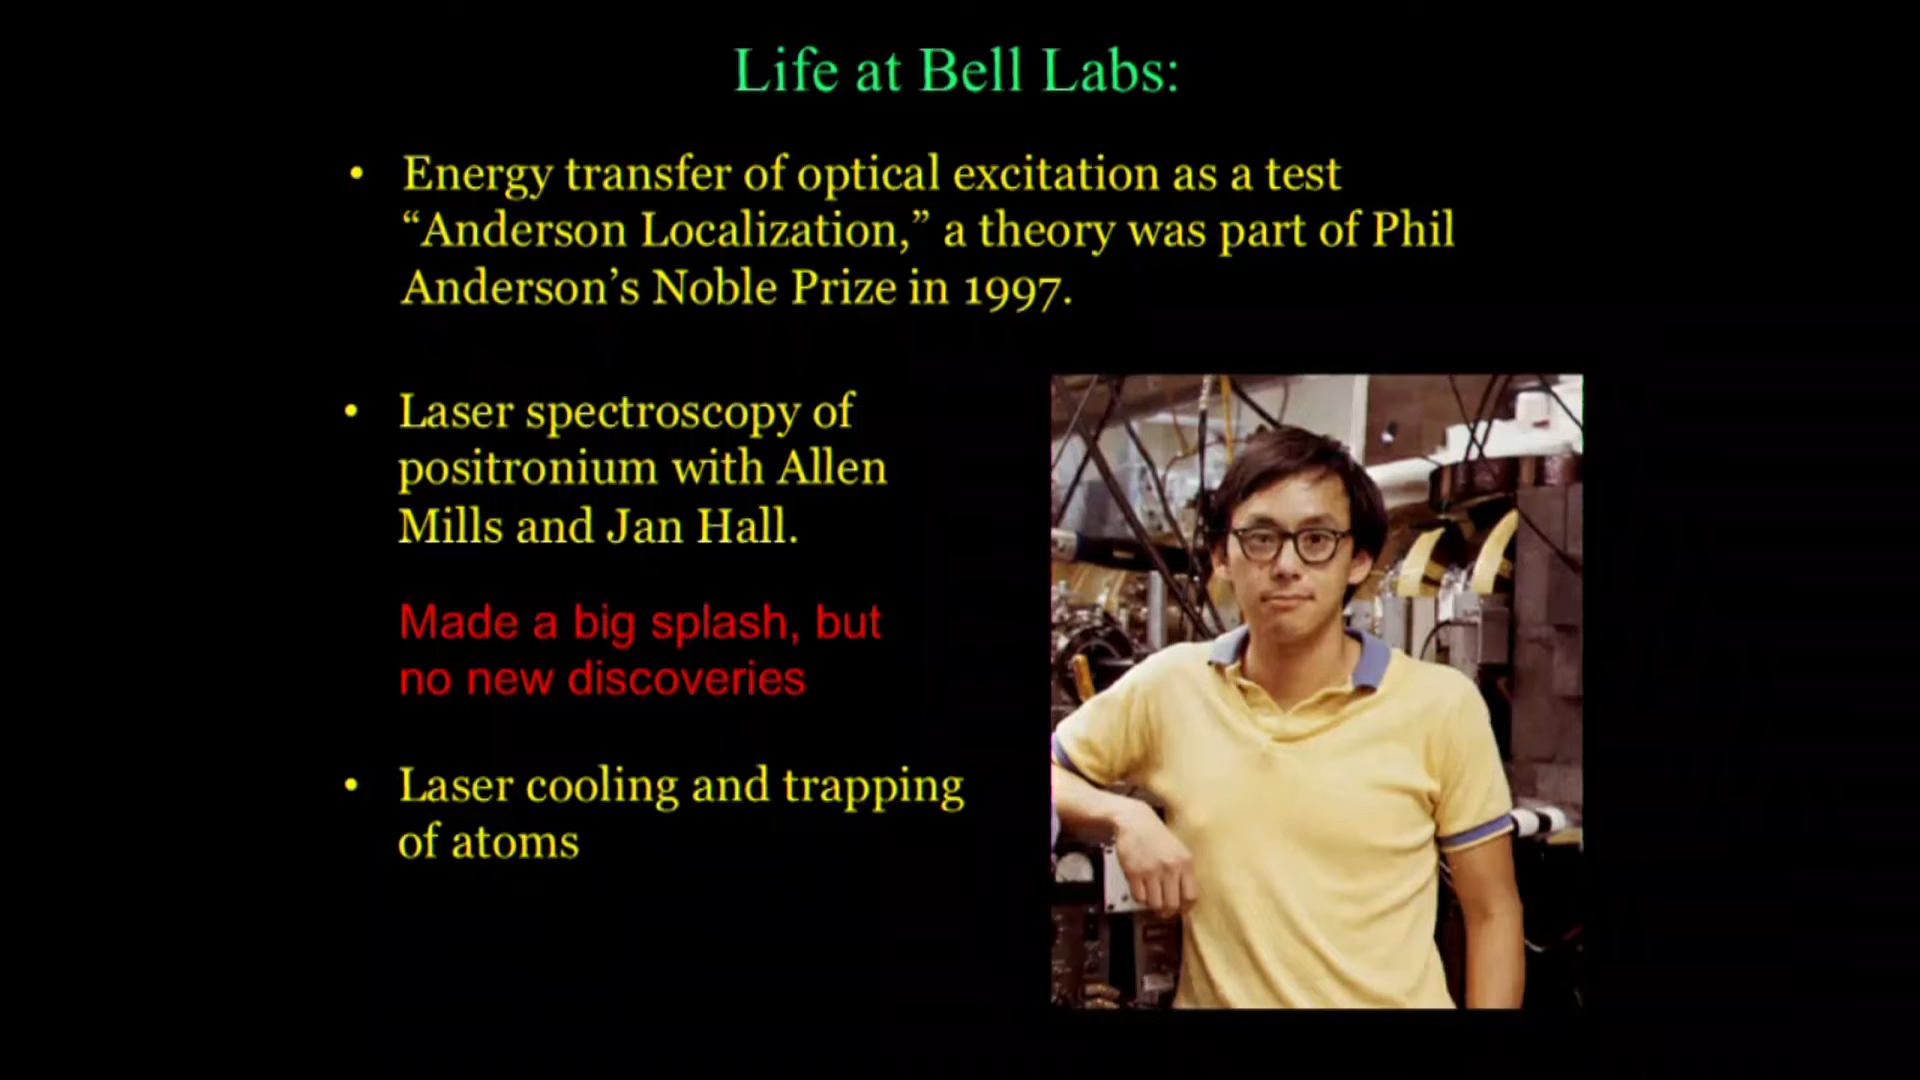 Life at Bell Labs:
• Energy transfer of optical excitation as a test
“Anderson Localization,” a theory was part of Phil
Anderson’s Noble Prize in 1997.
• Laser spectroscopy of
positronium with Allen
Mills and Jan Hall.
Made a big splash, but
no new discoveries
• Laser cooling and trapping
of atoms